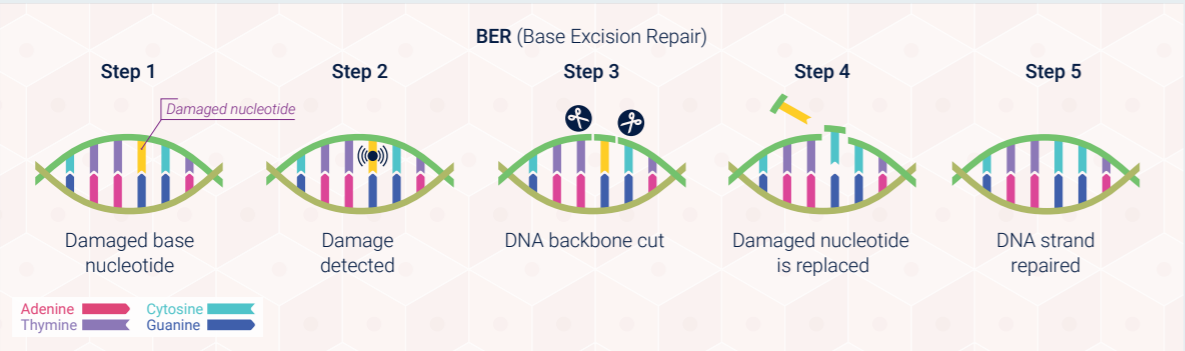 BER (Base Excision Repair)
Step 1
Step 2
Step 3
Step 4
Step 5
Damaged nucleotide
Damaged base
nucleotide
Damage
detected
DNA backbone cut
Damaged nucleotide
is replaced
DNA strand
repaired
Adenine
Cytosine
Thymine
Guanine